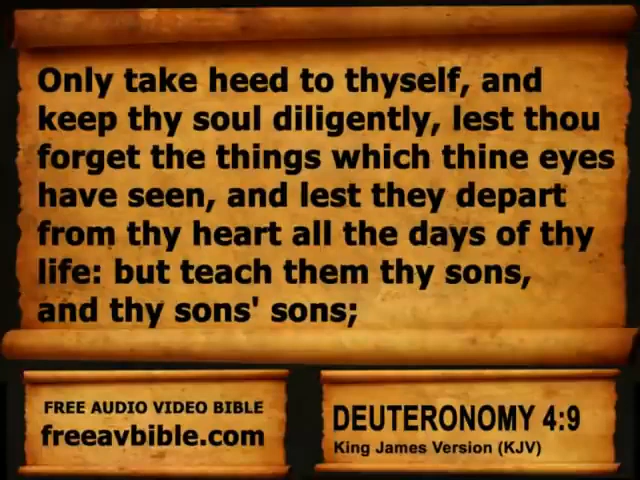 Only take heed to thyself, and
keep thy soul diligently, lest thou
forget the things which thine eyes
have seen, and lest they depart
from thy heart all the days of thy
life: but teach them thy sons,
and thy sons' sons;
FREE AUDIO VIDEO BIBLE
freeavbible.com
DEUTERONOMY 4:9
King James Version (KJV)